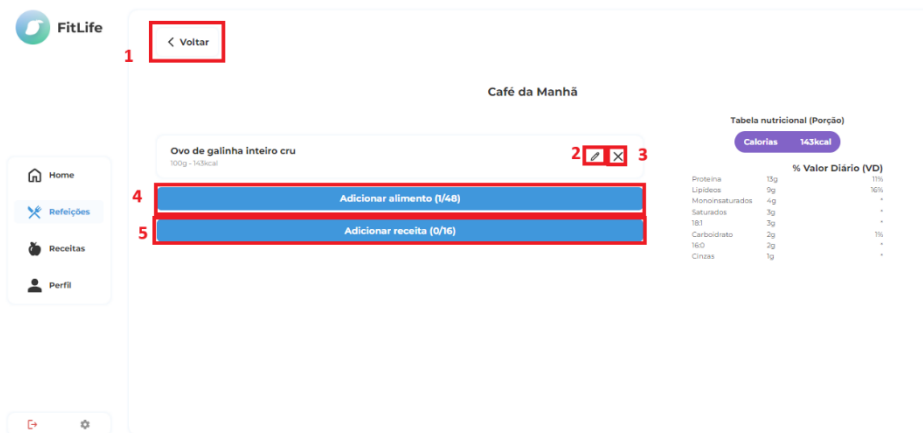 FitLife
1
Voltar
Café da Manhã
Tabela nutricional (Porção)
Calorias 143kcal
Ovo de galinha inteiro cru
100g - 143kcal
2
3
% Valor Diário (VD)
Proteína 13g 11%
Lipídeos 9g 16%
Monoinsaturados 4g *
Saturados 3g *
18:1 3g *
Carboidrato 2g 1%
16:0 2g *
Cinzas 1g *
4
Adicionar alimento (1/48)
5
Adicionar receita (0/16)
Home
Refeições
Receitas
Perfil